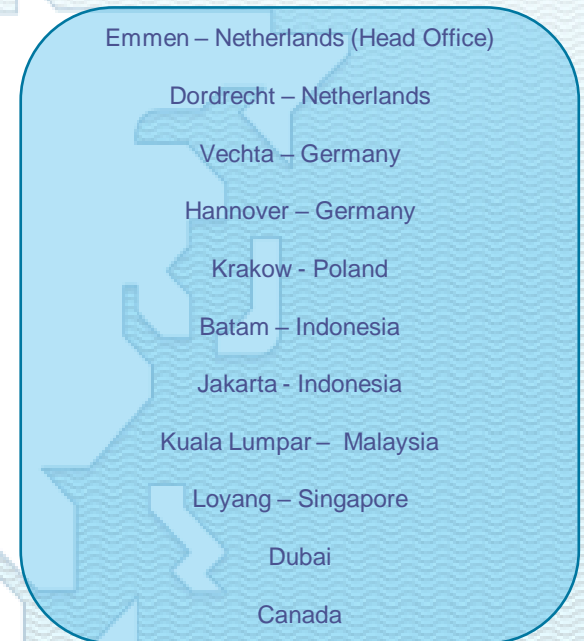 Emmen – Netherlands (Head Office)
Dordrecht – Netherlands
Vechta – Germany
Hannover – Germany
Krakow - Poland
Batam – Indonesia
Jakarta - Indonesia
Kuala Lumpar – Malaysia
Loyang – Singapore
Dubai
Canada